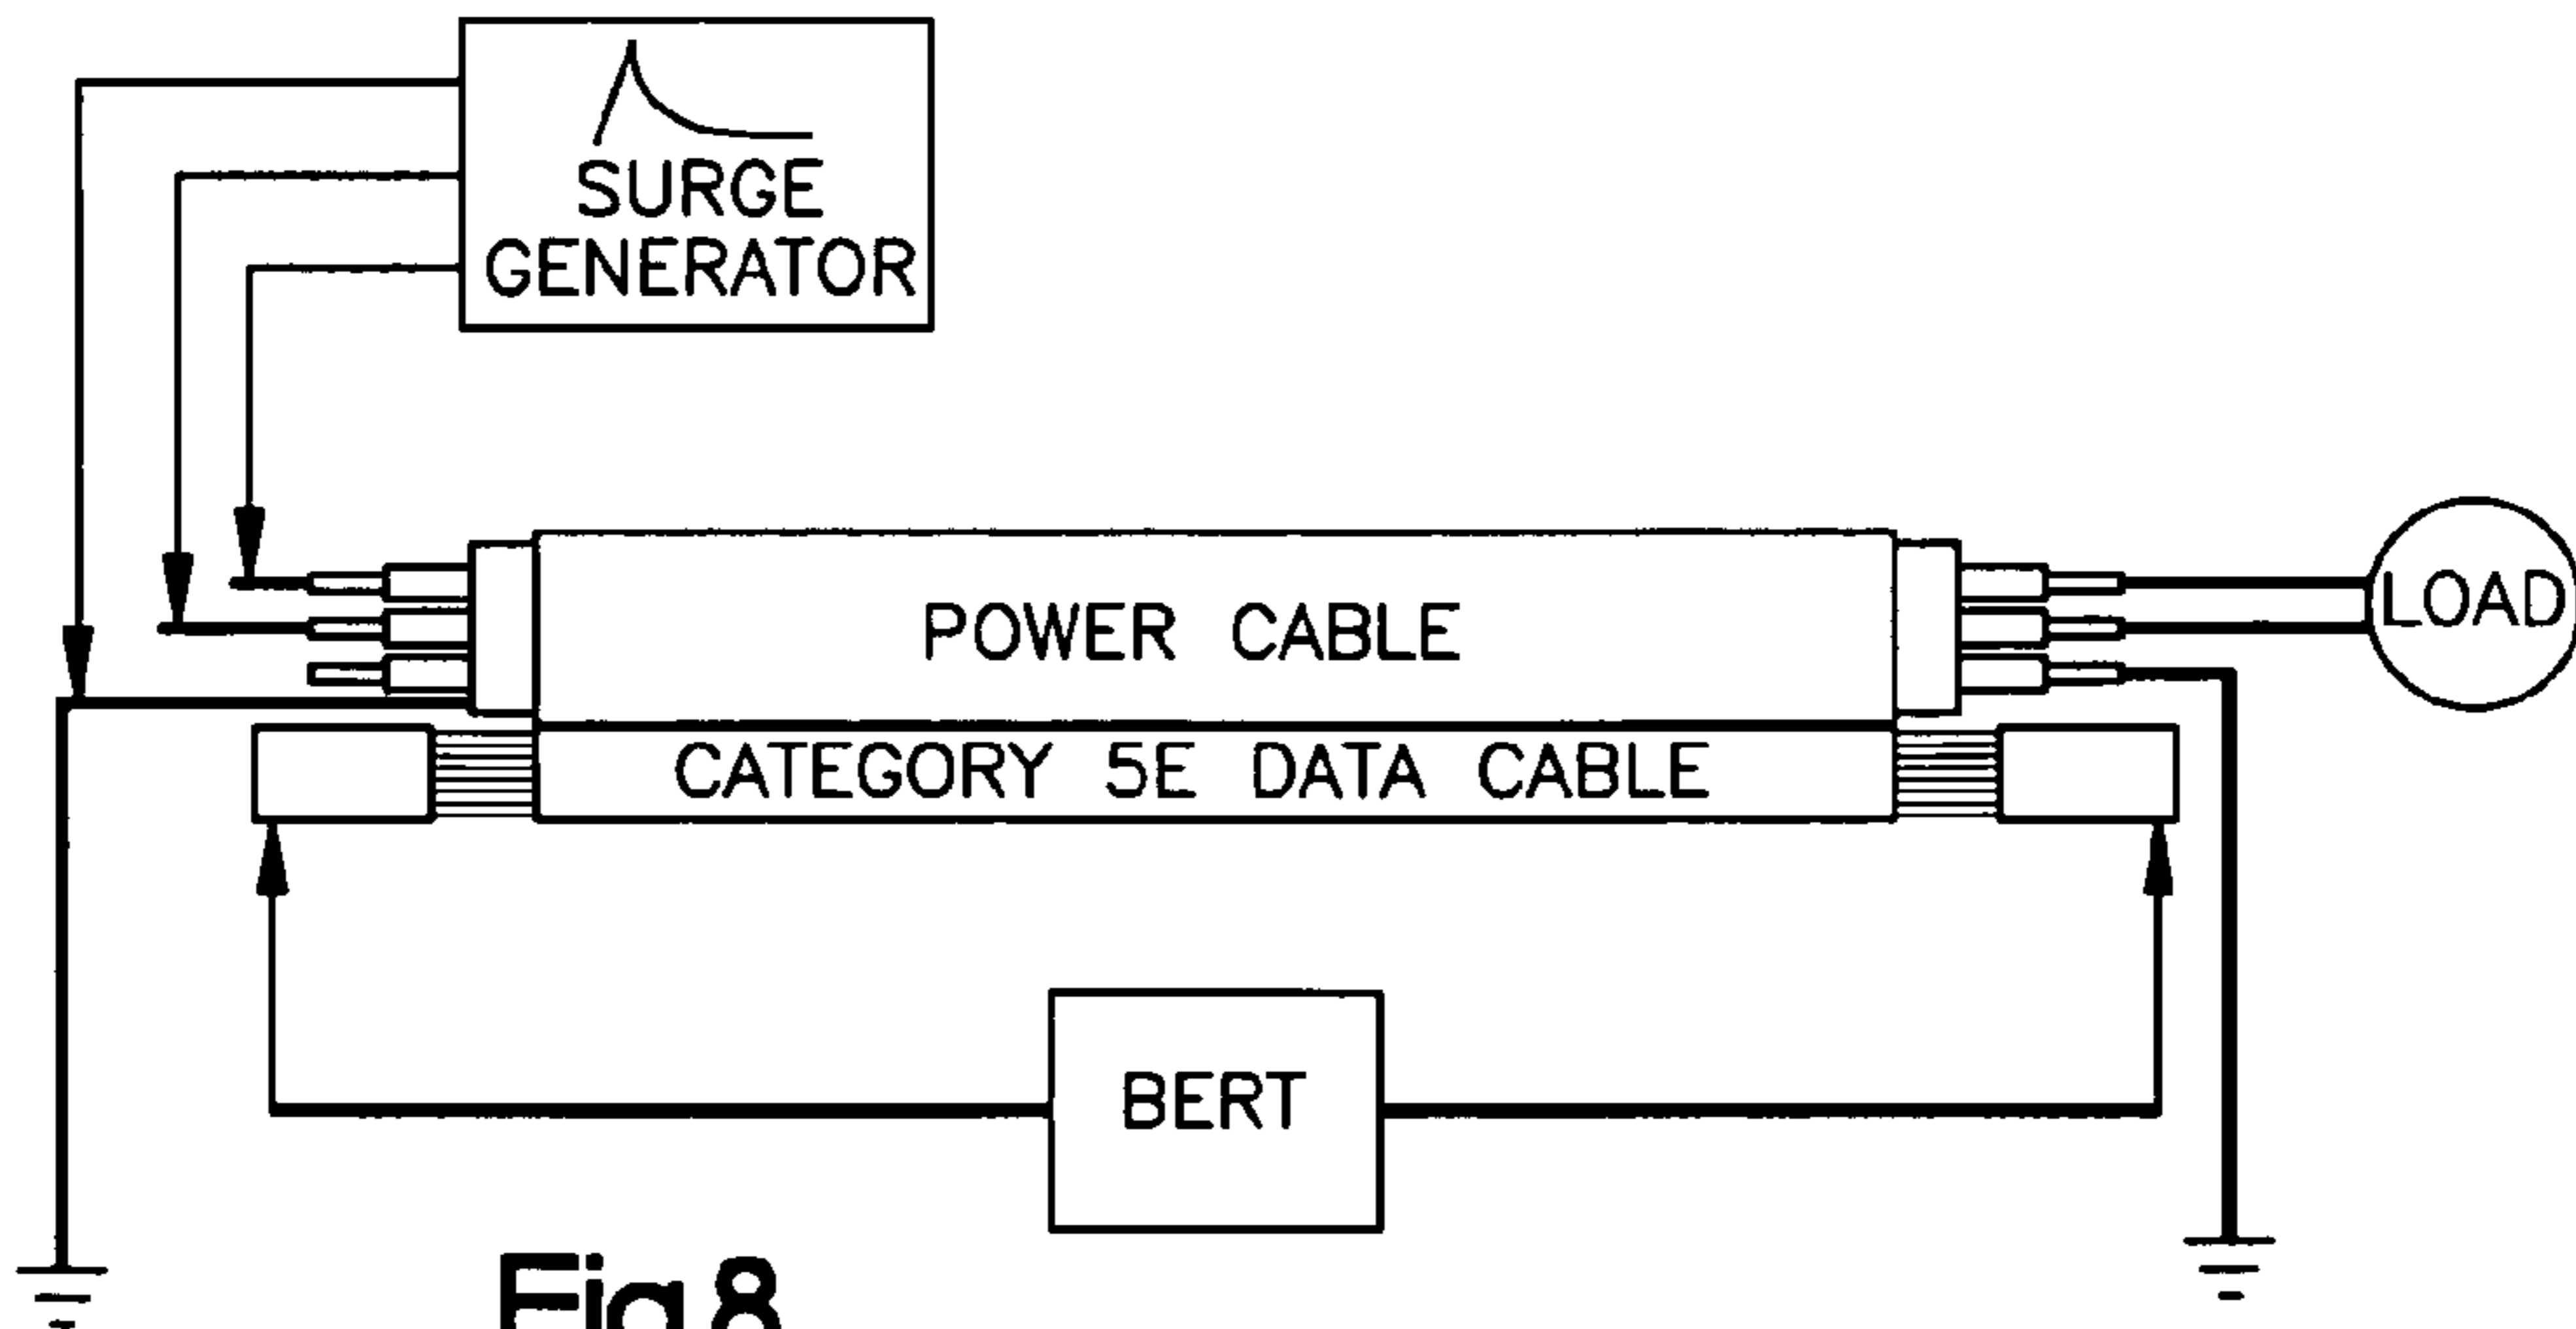 SURGE
GENERATOR
POWER CABLE
LOAD
CATEGORY 5E DATA CABLE
BERT
Fig.8